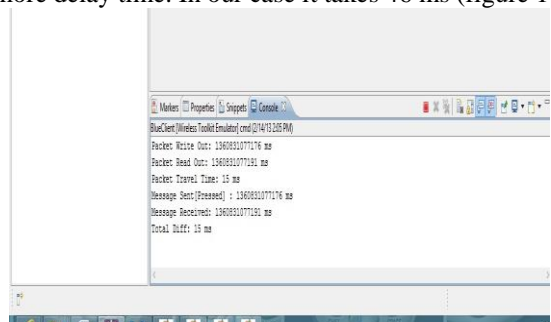 more delay time. In our case it takes 46 ms (figure 1
Markers Properties Snippets Console
BlueClient [Wireless Toolkit Emulator] cmd (2/14/13 2:05 PM)
Packet Write Out: 1360831077176 ms
Packet Read Out: 1360831077191 ms
Packet Travel Time: 15 ms
Message Sent[Pressed] : 1360831077176 ms
Message Received: 1360831077191 ms
Total Diff: 15 ms